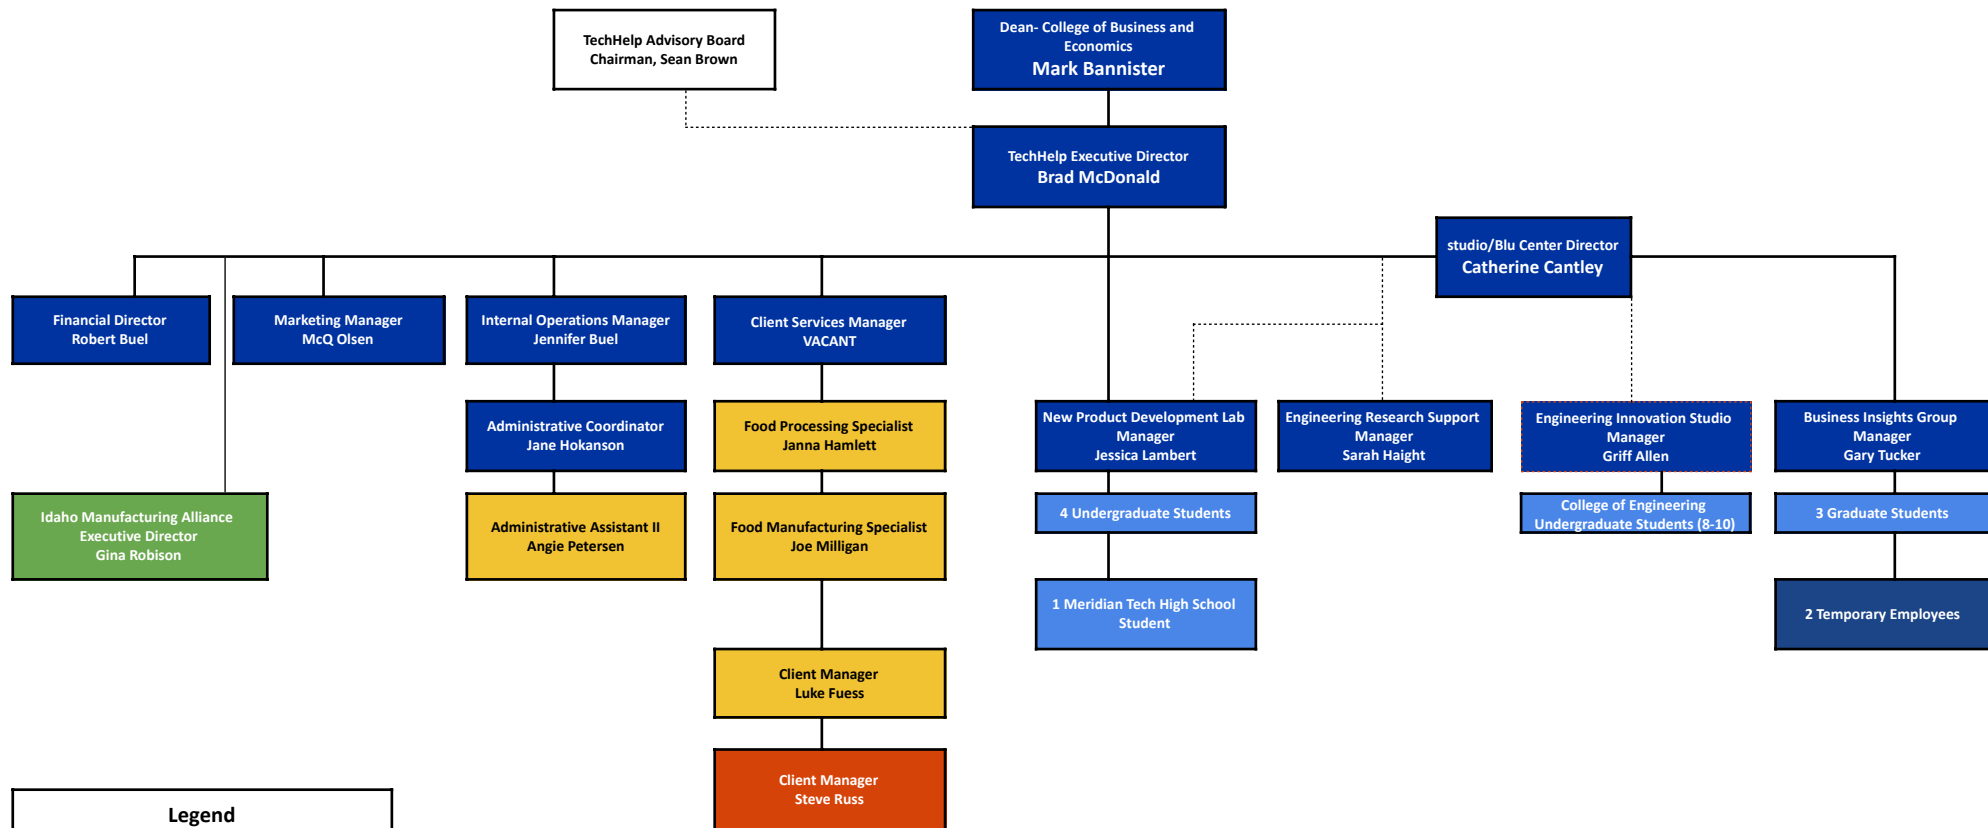 TechHelp Advisory Board
Chairman, Sean Brown
Dean- College of Business and
Economics
Mark Bannister
TechHelp Executive Director
Brad McDonald
studio/Blu Center Director
Catherine Cantley
Financial Director
Robert Buel
Marketing Manager
McQ Olsen
Internal Operations Manager
Jennifer Buel
Client Services Manager
VACANT
Administrative Coordinator
Jane Hokanson
Food Processing Specialist
Janna Hamlett
New Product Development Lab
Manager
Jessica Lambert
Engineering Research Support
Manager
Sarah Haight
Engineering Innovation Studio
Manager
Griff Allen
Business Insights Group
Manager
Gary Tucker
Idaho Manufacturing Alliance
Executive Director
Gina Robison
Administrative Assistant II
Angie Petersen
Food Manufacturing Specialist
Joe Milligan
4 Undergraduate Students
College of Engineering
Undergraduate Students (8-10)
3 Graduate Students
1 Meridian Tech High School
Student
2 Temporary Employees
Client Manager
Luke Fuess
Client Manager
Steve Russ
Legend